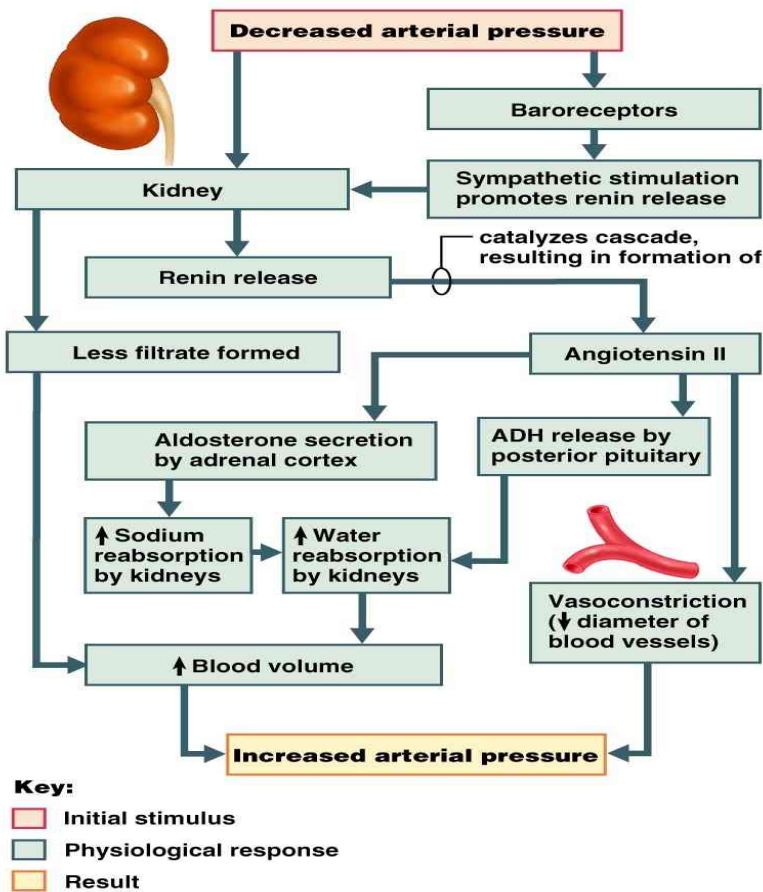 Decreased arterial pressure
Baroreceptors
Kidney
Sympathetic stimulation
promotes renin release
Renin release
catalyzes cascade,
resulting in formation of
Less filtrate formed
Angiotensin II
Aldosterone secretion
by adrenal cortex
ADH release by
posterior pituitary
↑ Sodium
reabsorption
by kidneys
↑ Water
reabsorption
by kidneys
Vasoconstriction
(↓ diameter of
blood vessels)
↑ Blood volume
Increased arterial pressure
Key:
Initial stimulus
Physiological response
Result